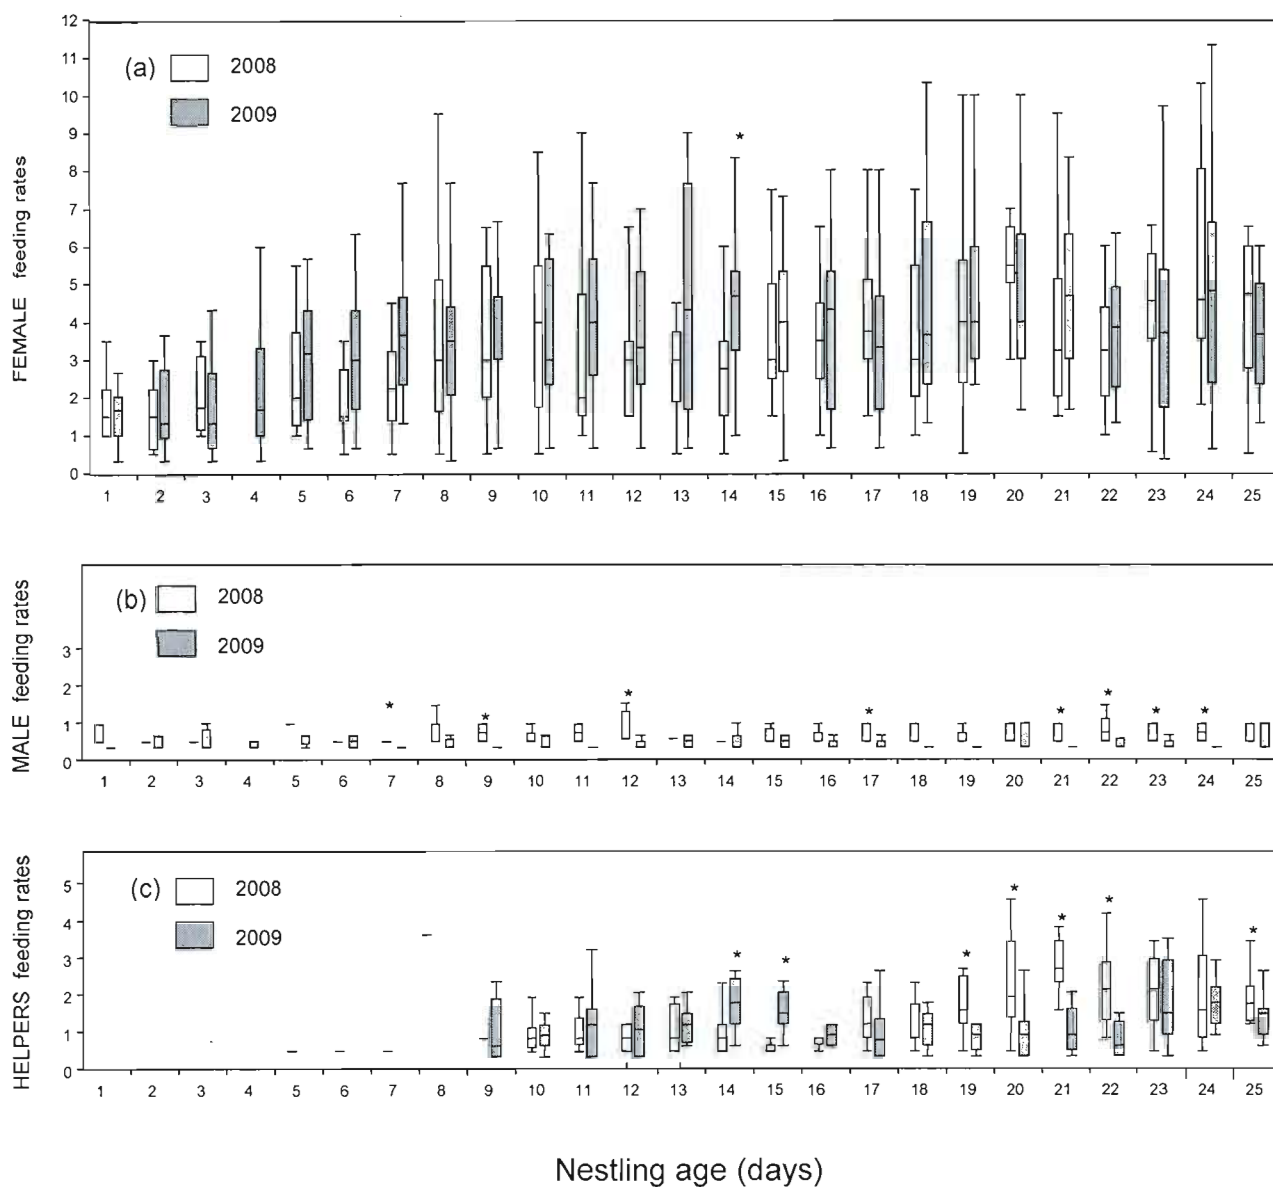 12
11
10
9
8
7
6
5
4
3
2
1
0
FEMALE feeding rates
(a) 2008
2009
*
1 2 3 4 5 6 7 8 9 10 11 12 13 14 15 16 17 18 19 20 21 22 23 24 25
3
2
1
0
MALE feeding rates
(b) 2008
2009
* * * * * * * *
1 2 3 4 5 6 7 8 9 10 11 12 13 14 15 16 17 18 19 20 21 22 23 24 25
5
4
3
2
1
0
HELPERS feeding rates
(c) 2008
2009
* * * * * * *
1 2 3 4 5 6 7 8 9 10 11 12 13 14 15 16 17 18 19 20 21 22 23 24 25
Nestling age (days)